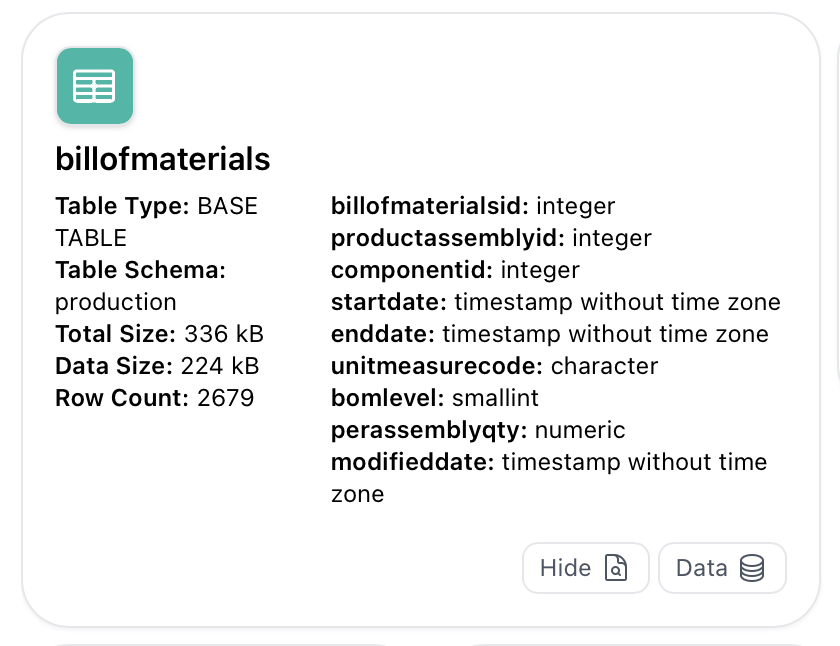 billofmaterials
Table Type: BASE
TABLE
Table Schema:
production
Total Size: 336 kB
Data Size: 224 kB
Row Count: 2679
billofmaterialsid: integer
productassemblyid: integer
componentid: integer
startdate: timestamp without time zone
enddate: timestamp without time zone
unitmeasurecode: character
bomlevel: smallint
perassemblyqty: numeric
modifieddate: timestamp without time
zone
Hide
Data